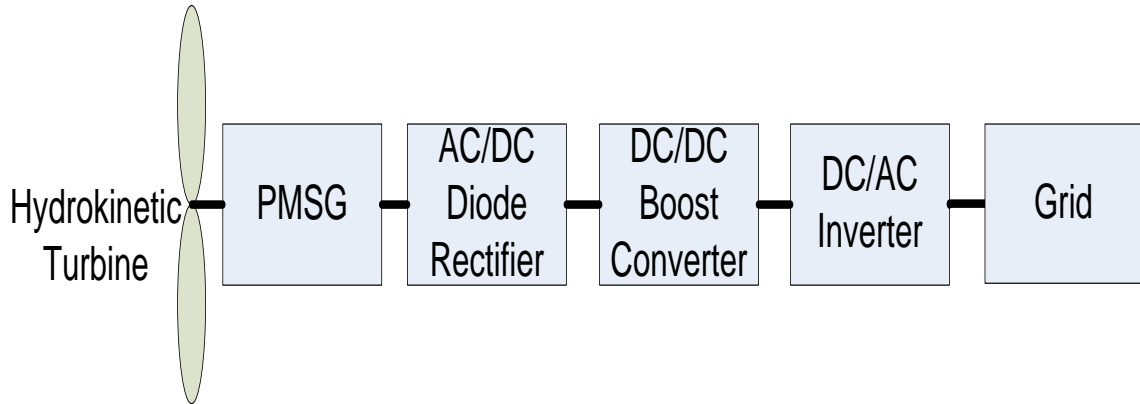 Hydrokinetic
Turbine
PMSG
AC/DC
Diode
Rectifier
DC/DC
Boost
Converter
DC/AC
Inverter
Grid